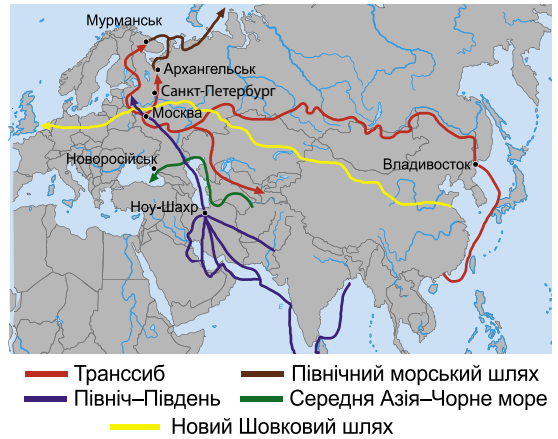 Мурманськ
Архангельськ
Санкт-Петербург
Москва
Новоросійськ
Владивосток
Ноу-Шахр
Транссиб
Північний морський шлях
Північ–Південь
Середня Азія–Чорне море
Новий Шовковий шлях